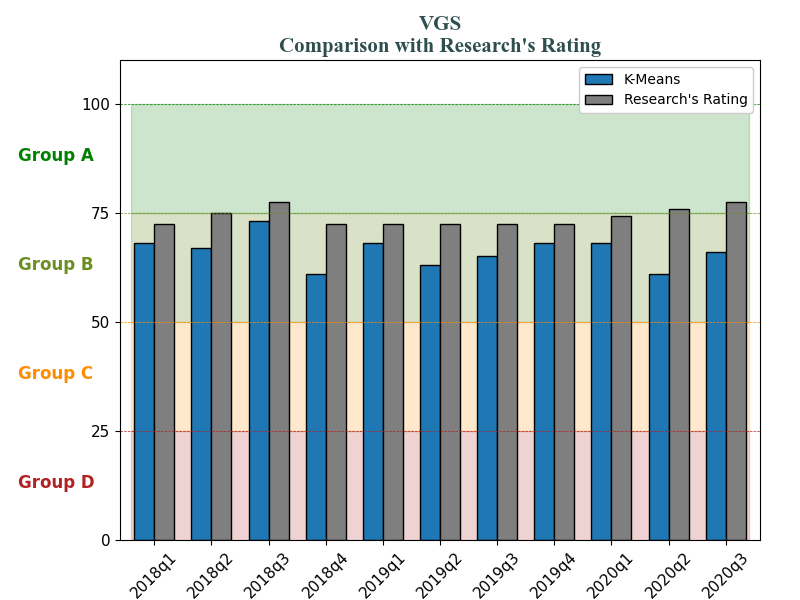 VGS
Comparison with Research's Rating
K-Means
Research's Rating
100
Group A
75
Group B
50
Group C
25
Group D
0
2018q1
2018q2
2018q3
2018q4
2019q1
2019q2
2019q3
2019q4
2020q1
2020q2
2020q3